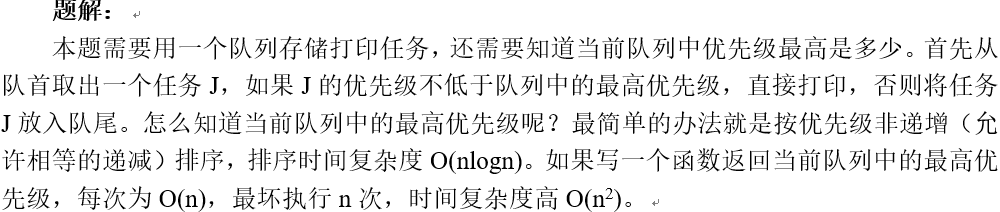 题解：
本题需要用一个队列存储打印任务，还需要知道当前队列中优先级最高是多少。首先从
队首取出一个任务 J，如果 J 的优先级不低于队列中的最高优先级，直接打印，否则将任务
J 放入队尾。怎么知道当前队列中的最高优先级呢？最简单的办法就是按优先级非递增（允
许相等的递减）排序，排序时间复杂度 O(nlogn)。如果写一个函数返回当前队列中的最高优
先级，每次为 O(n)，最坏执行 n 次，时间复杂度高 O(n²)。